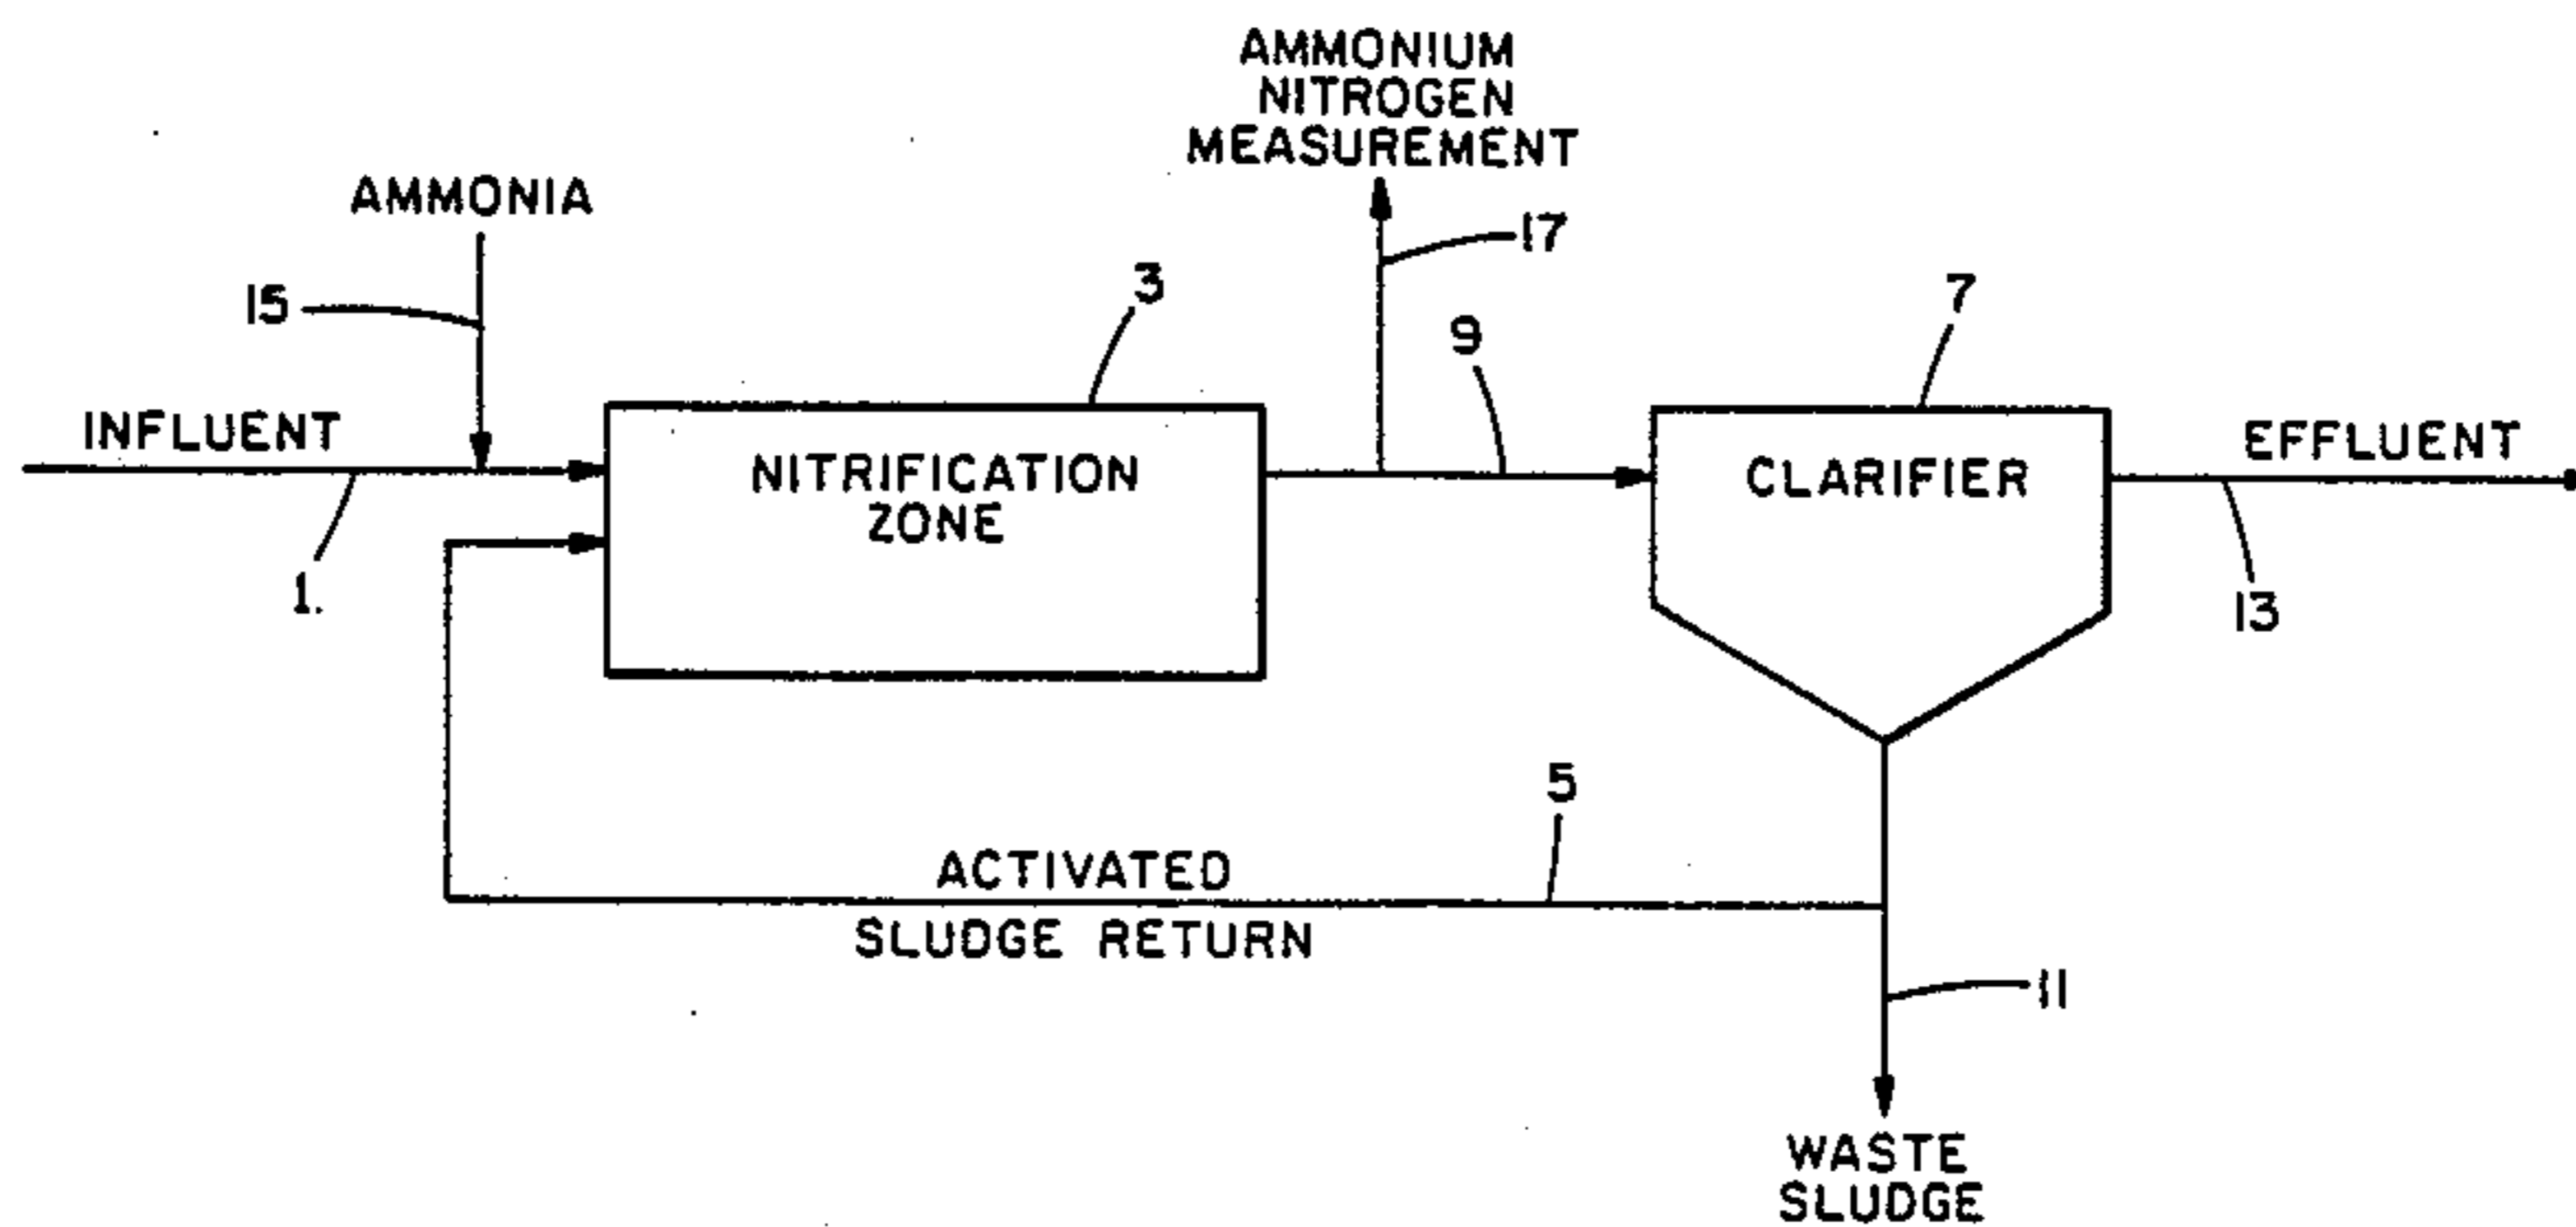 AMMONIUM
NITROGEN
MEASUREMENT
AMMONIA
17
15
3
7
9
INFLUENT
EFFLUENT
NITRIFICATION
ZONE
CLARIFIER
1.
13
5
ACTIVATED
SLUDGE RETURN
11
WASTE
SLUDGE